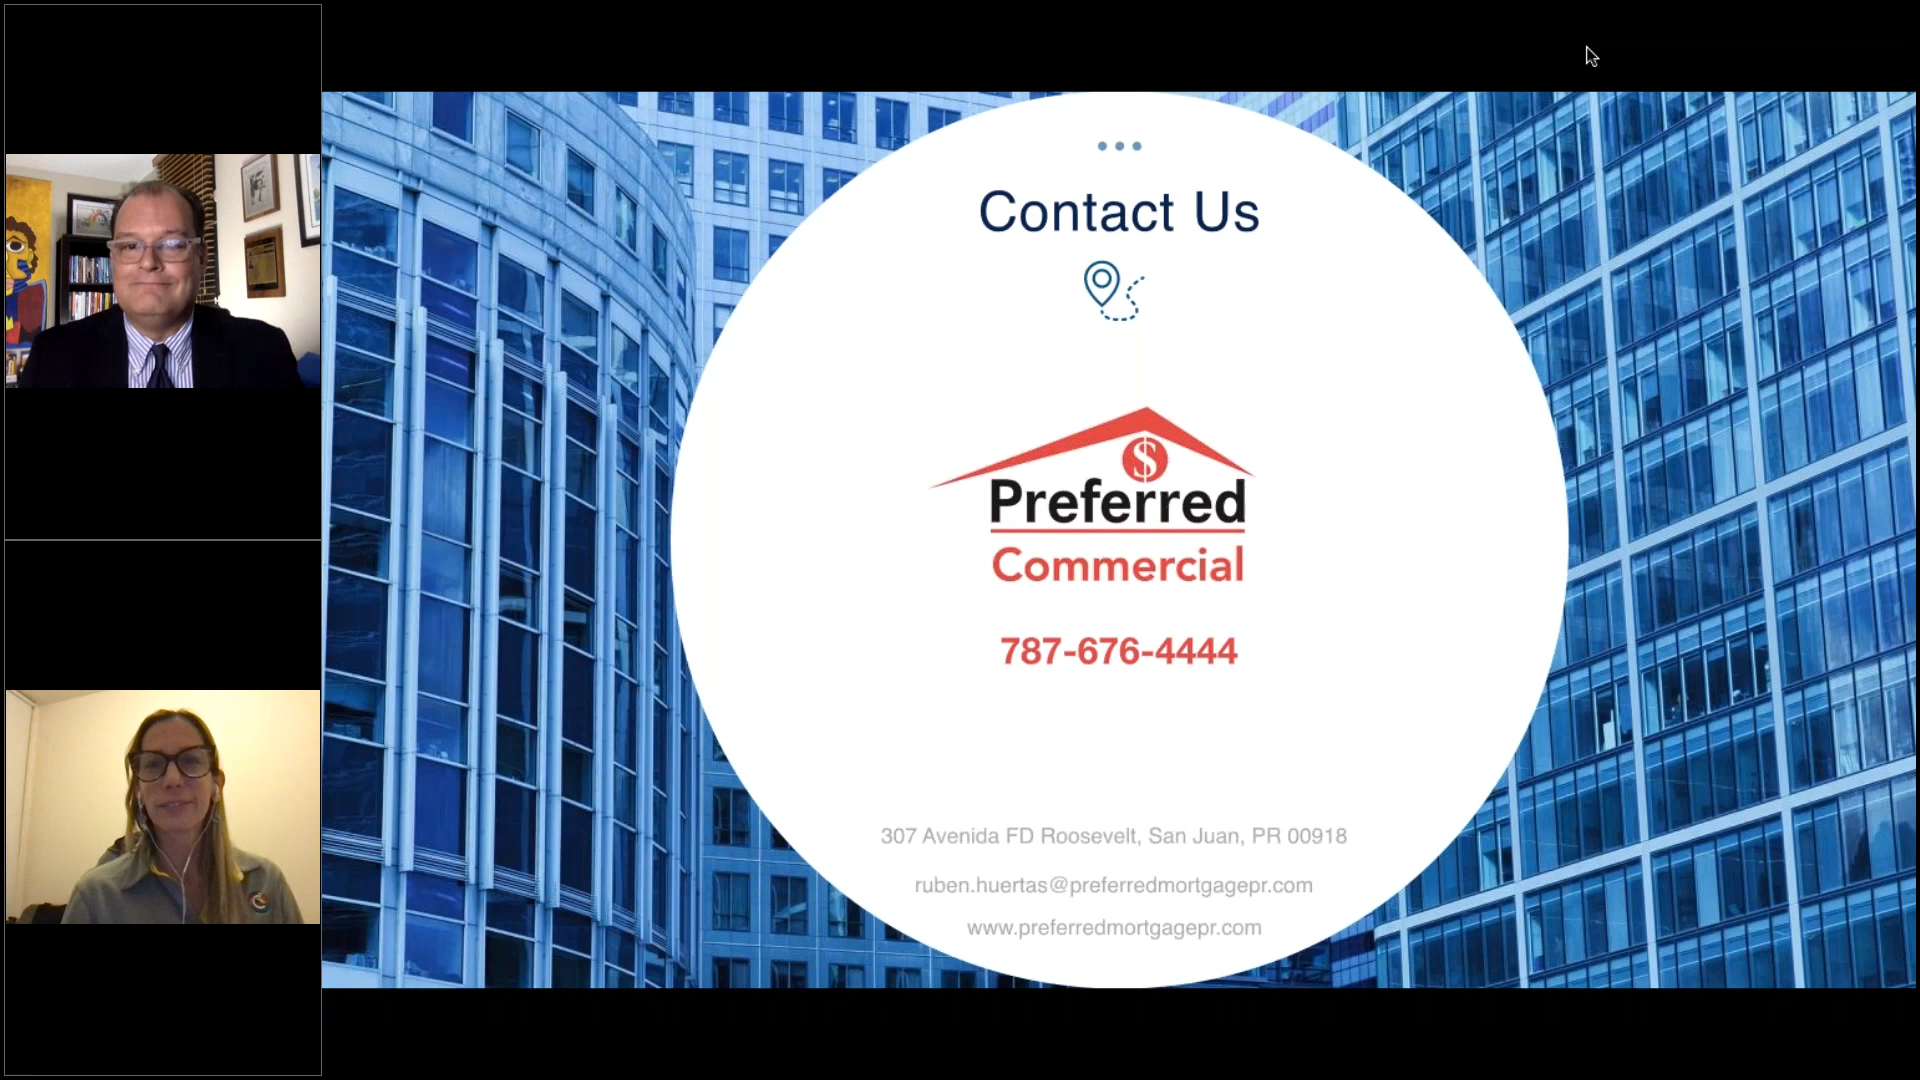 Contact Us
$
Preferred
Commercial
787-676-4444
307 Avenida FD Roosevelt, San Juan, PR 00918
ruben.huertas@preferredmortgagepr.com
www.preferredmortgagepr.com